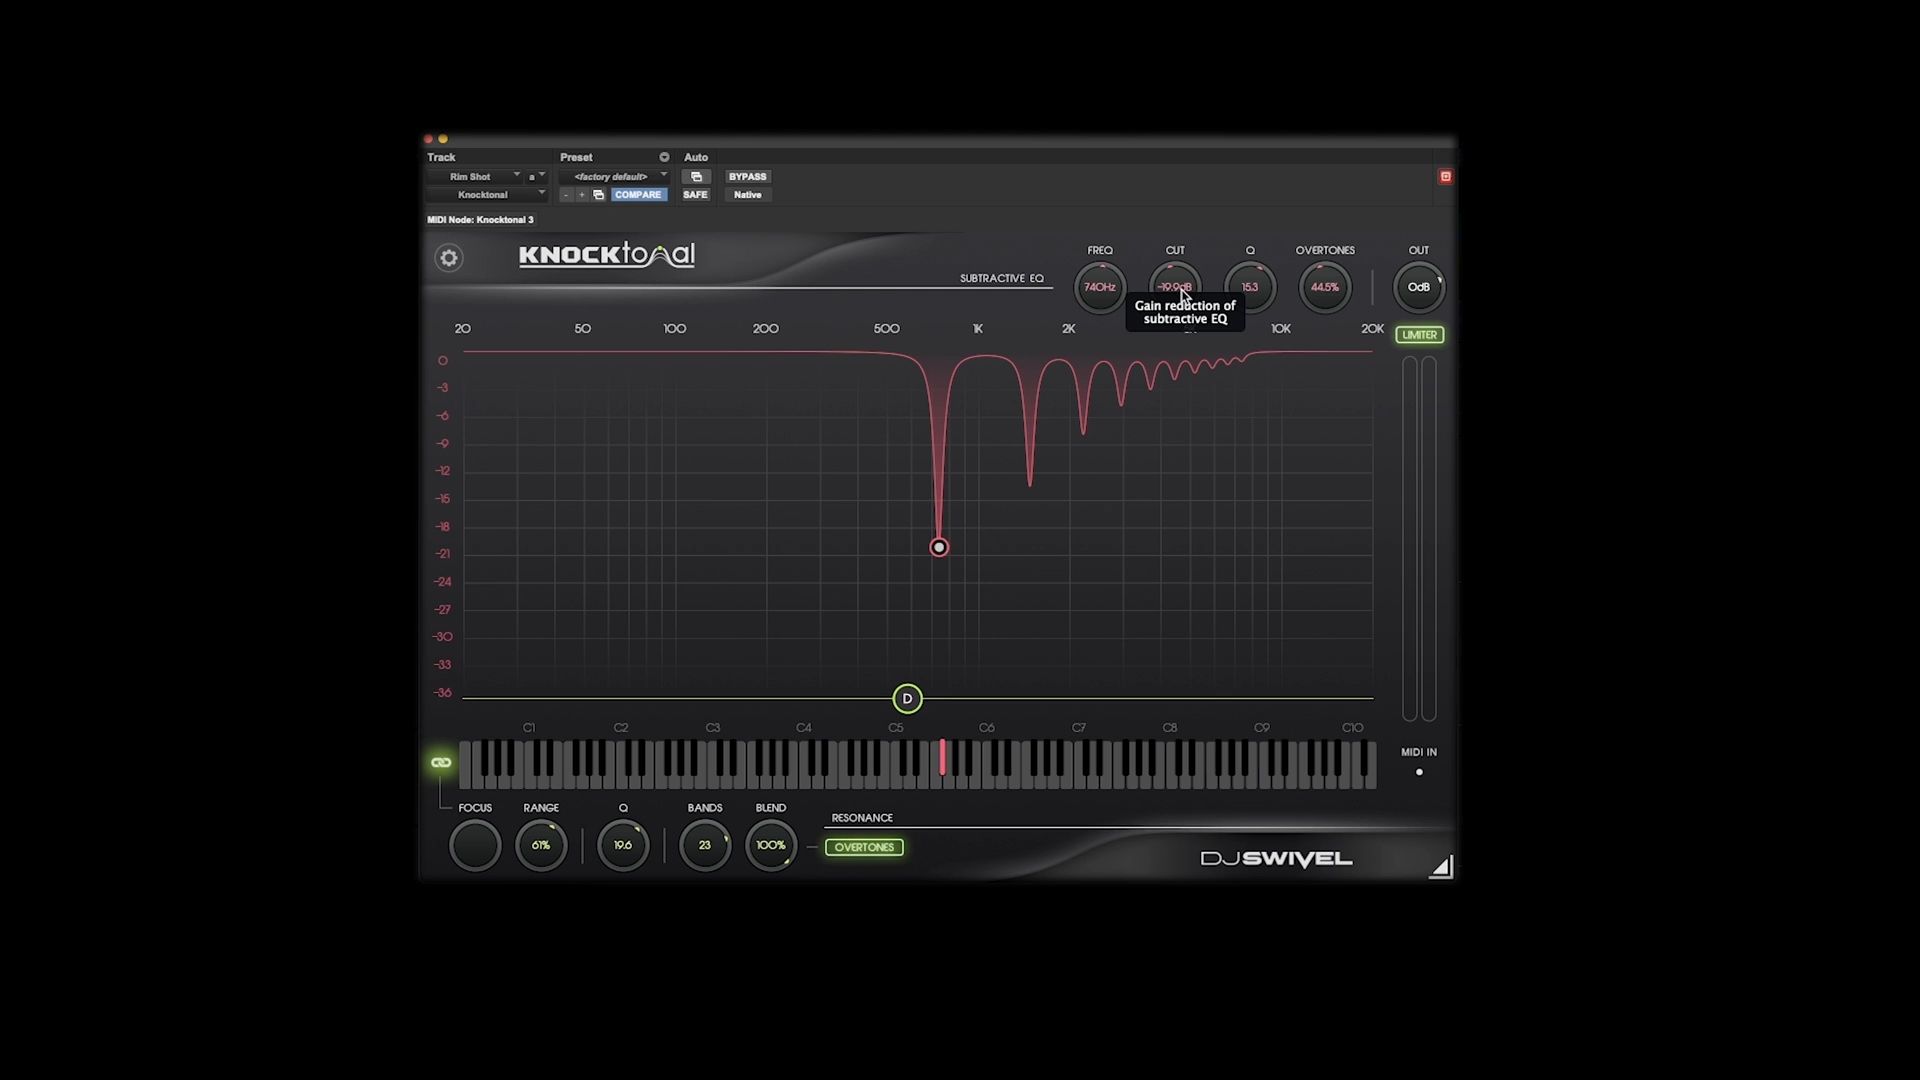 Track
Preset
Auto
Rim Shot
a
<factory default>
BYPASS
Knocktonal
-
+
COMPARE
SAFE
Native
MIDI Node: Knocktonal 3
KNOCKtonal
SUBTRACTIVE EQ
FREQ
CUT
Q
OVERTONES
OUT
740Hz
-19.9dB
15.3
44.5%
0dB
Gain reduction of
subtractive EQ
20
50
100
200
500
1K
2K
10K
20K
LIMITER
0
-3
-6
-9
-12
-15
-18
-21
-24
-27
-30
-33
-36
D
C1
C2
C3
C4
C5
C6
C7
C8
C9
C10
MIDI IN
FOCUS
RANGE
Q
BANDS
BLEND
RESONANCE
61%
19.6
23
100%
OVERTONES
DJSWIVEL